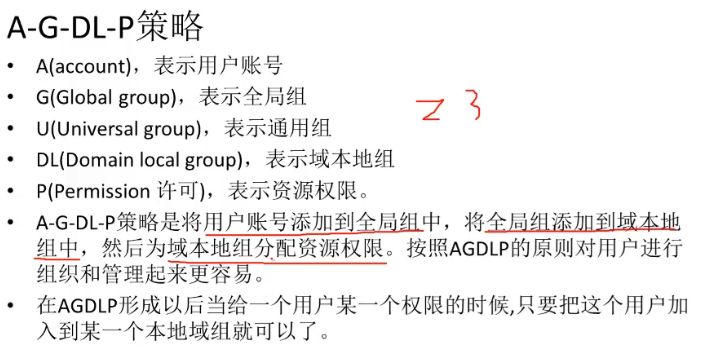 A-G-DL-P策略
• A(account)，表示用户账号
• G(Global group)，表示全局组
• U(Universal group)，表示通用组
• DL(Domain local group)，表示域本地组
• P(Permission 许可)，表示资源权限。
• A-G-DL-P策略是将用户账号添加到全局组中，将全局组添加到域本地
组中，然后为域本地组分配资源权限。按照AGDLP的原则对用户进行
组织和管理起来更容易。
• 在AGDLP形成以后当给一个用户某一个权限的时候,只要把这个用户加
入到某一个本地域组就可以了。
z 3